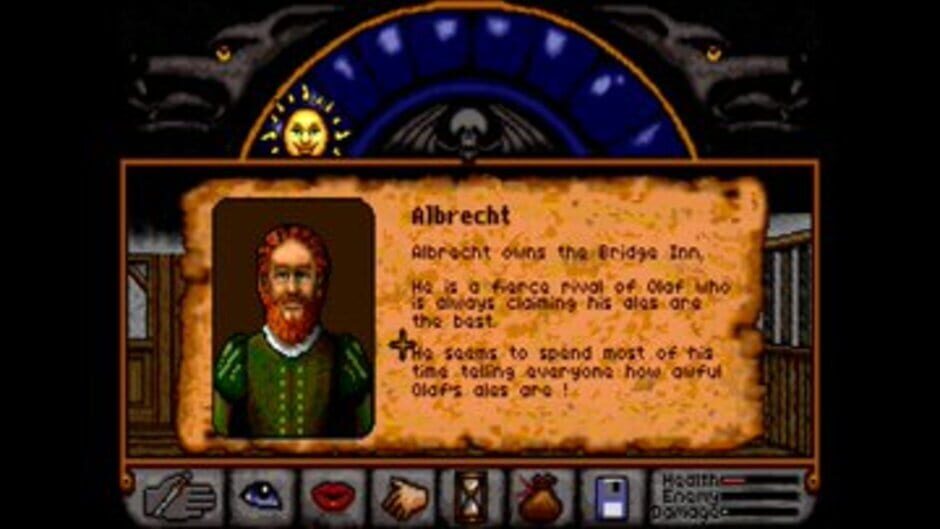 Albrecht
Albrecht owns the Bridge Inn,
He is a fierce rival of Olaf who
is always claiming his ales are
the best.
He seems to spend most of his
time telling everyone how awful
Olaf's ales are !
Health
Enemy
Damage